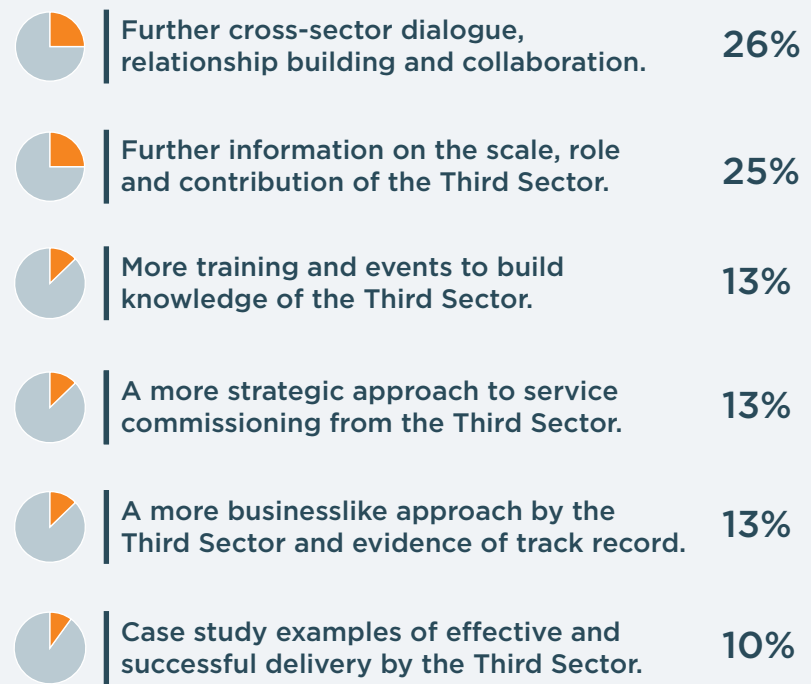 Further cross-sector dialogue,
relationship building and collaboration.
26%
Further information on the scale, role
and contribution of the Third Sector.
25%
More training and events to build
knowledge of the Third Sector.
13%
A more strategic approach to service
commissioning from the Third Sector.
13%
A more businesslike approach by the
Third Sector and evidence of track record.
13%
Case study examples of effective and
successful delivery by the Third Sector.
10%